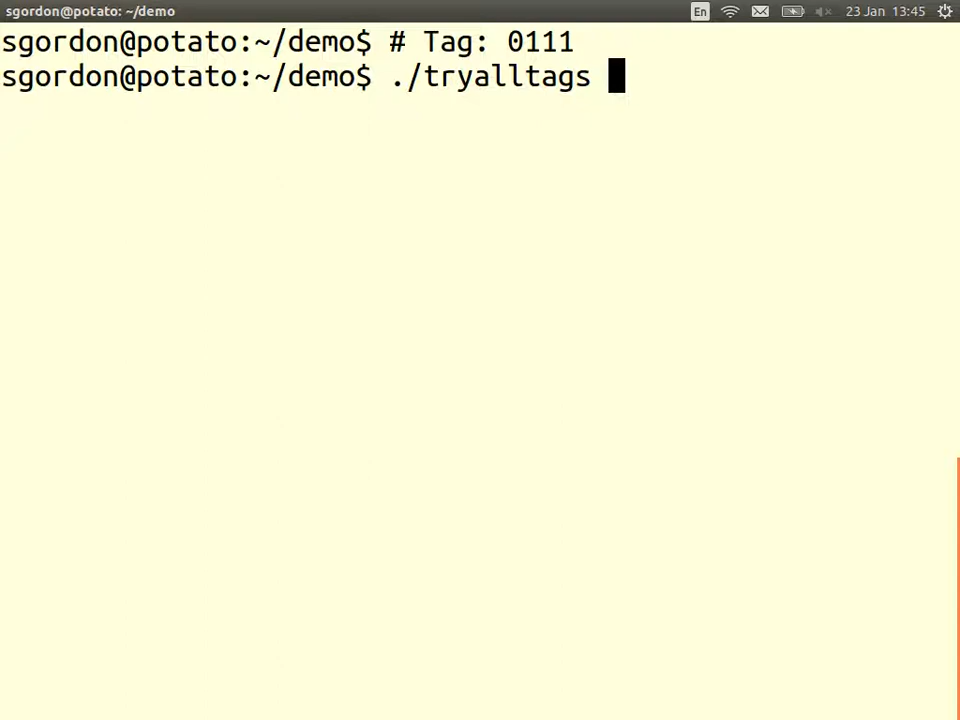 sgordon@potato: ~/demo En 23 Jan 13:45
sgordon@potato:~/demo$ # Tag: 0111
sgordon@potato:~/demo$ ./tryalltags